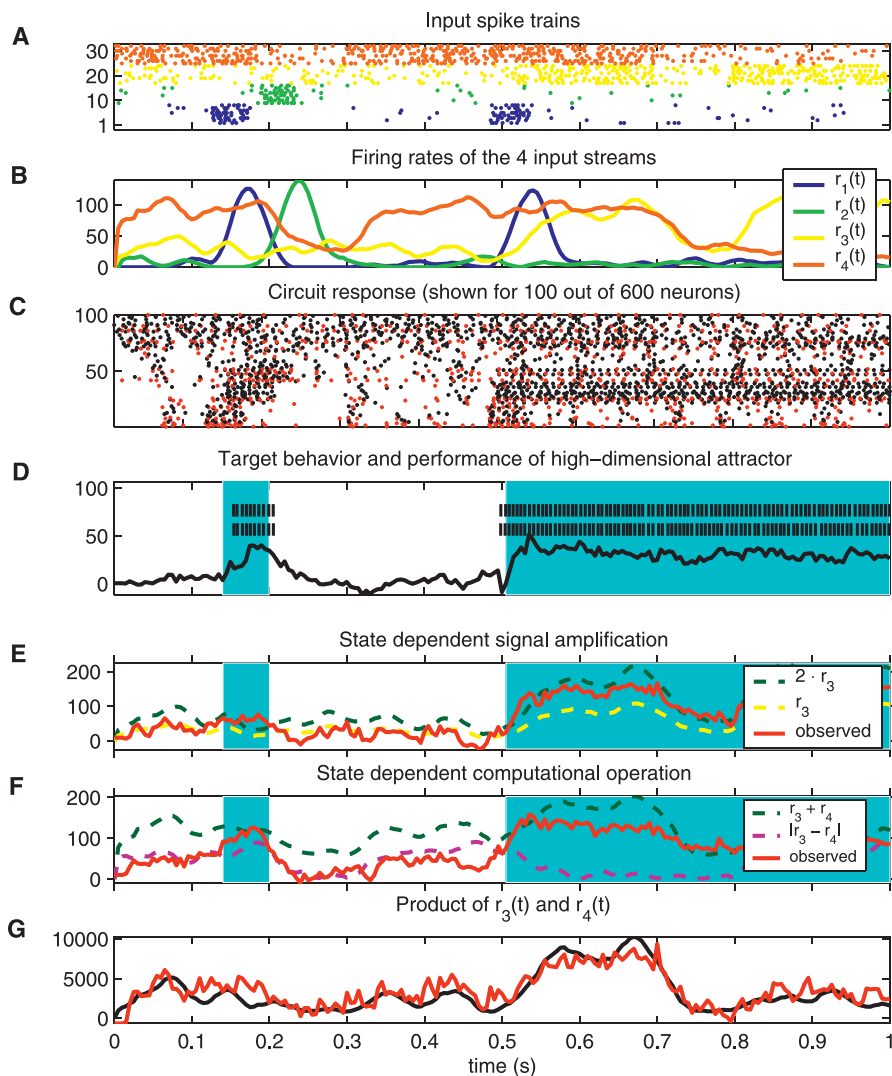 A
Input spike trains
30
20
10
1
B
Firing rates of the 4 input streams
100
50
0
r1(t)
r2(t)
r3(t)
r4(t)
C
Circuit response (shown for 100 out of 600 neurons)
100
50
D
Target behavior and performance of high–dimensional attractor
100
50
0
E
State dependent signal amplification
200
100
0
2 · r3
r3
observed
F
State dependent computational operation
200
100
0
r3 + r4
|r3 – r4|
observed
G
Product of r3(t) and r4(t)
10000
5000
0
0 0.1 0.2 0.3 0.4 0.5 0.6 0.7 0.8 0.9 1
time (s)